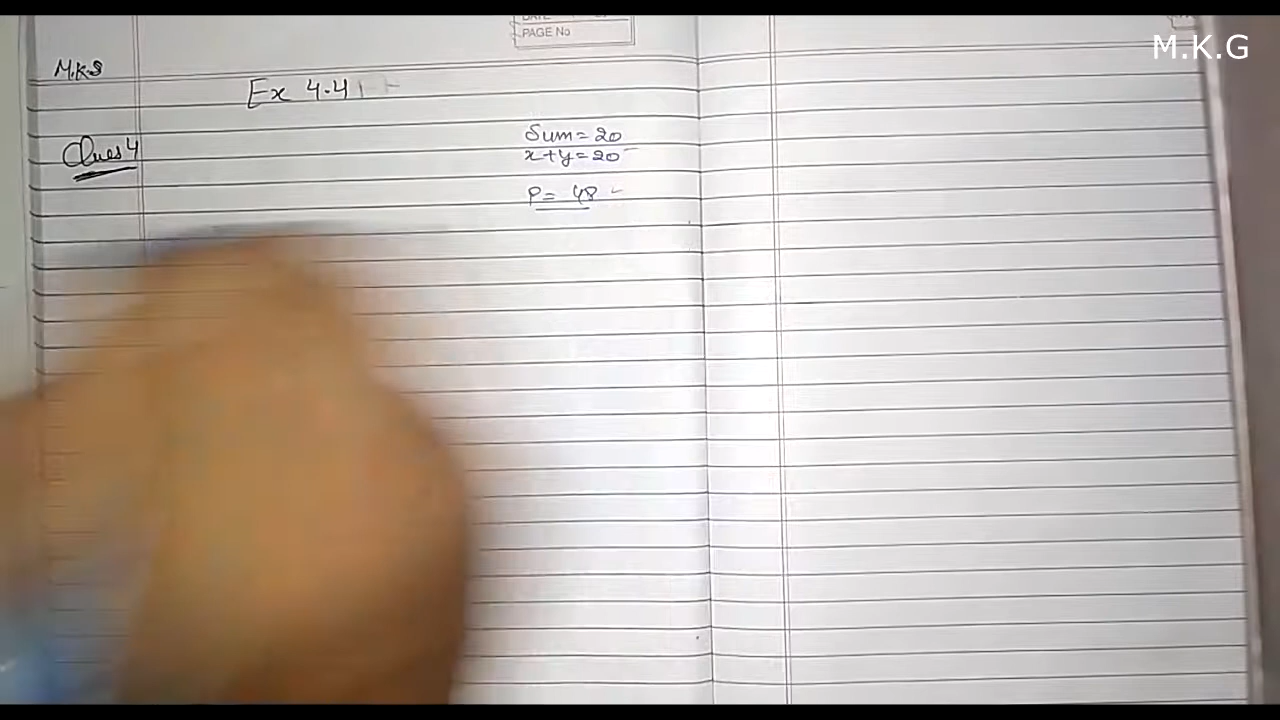 M.K.G
PAGE No
M.K.S
Ex 4.4
Ques 4
Sum = 20
x+y=20
P = 48